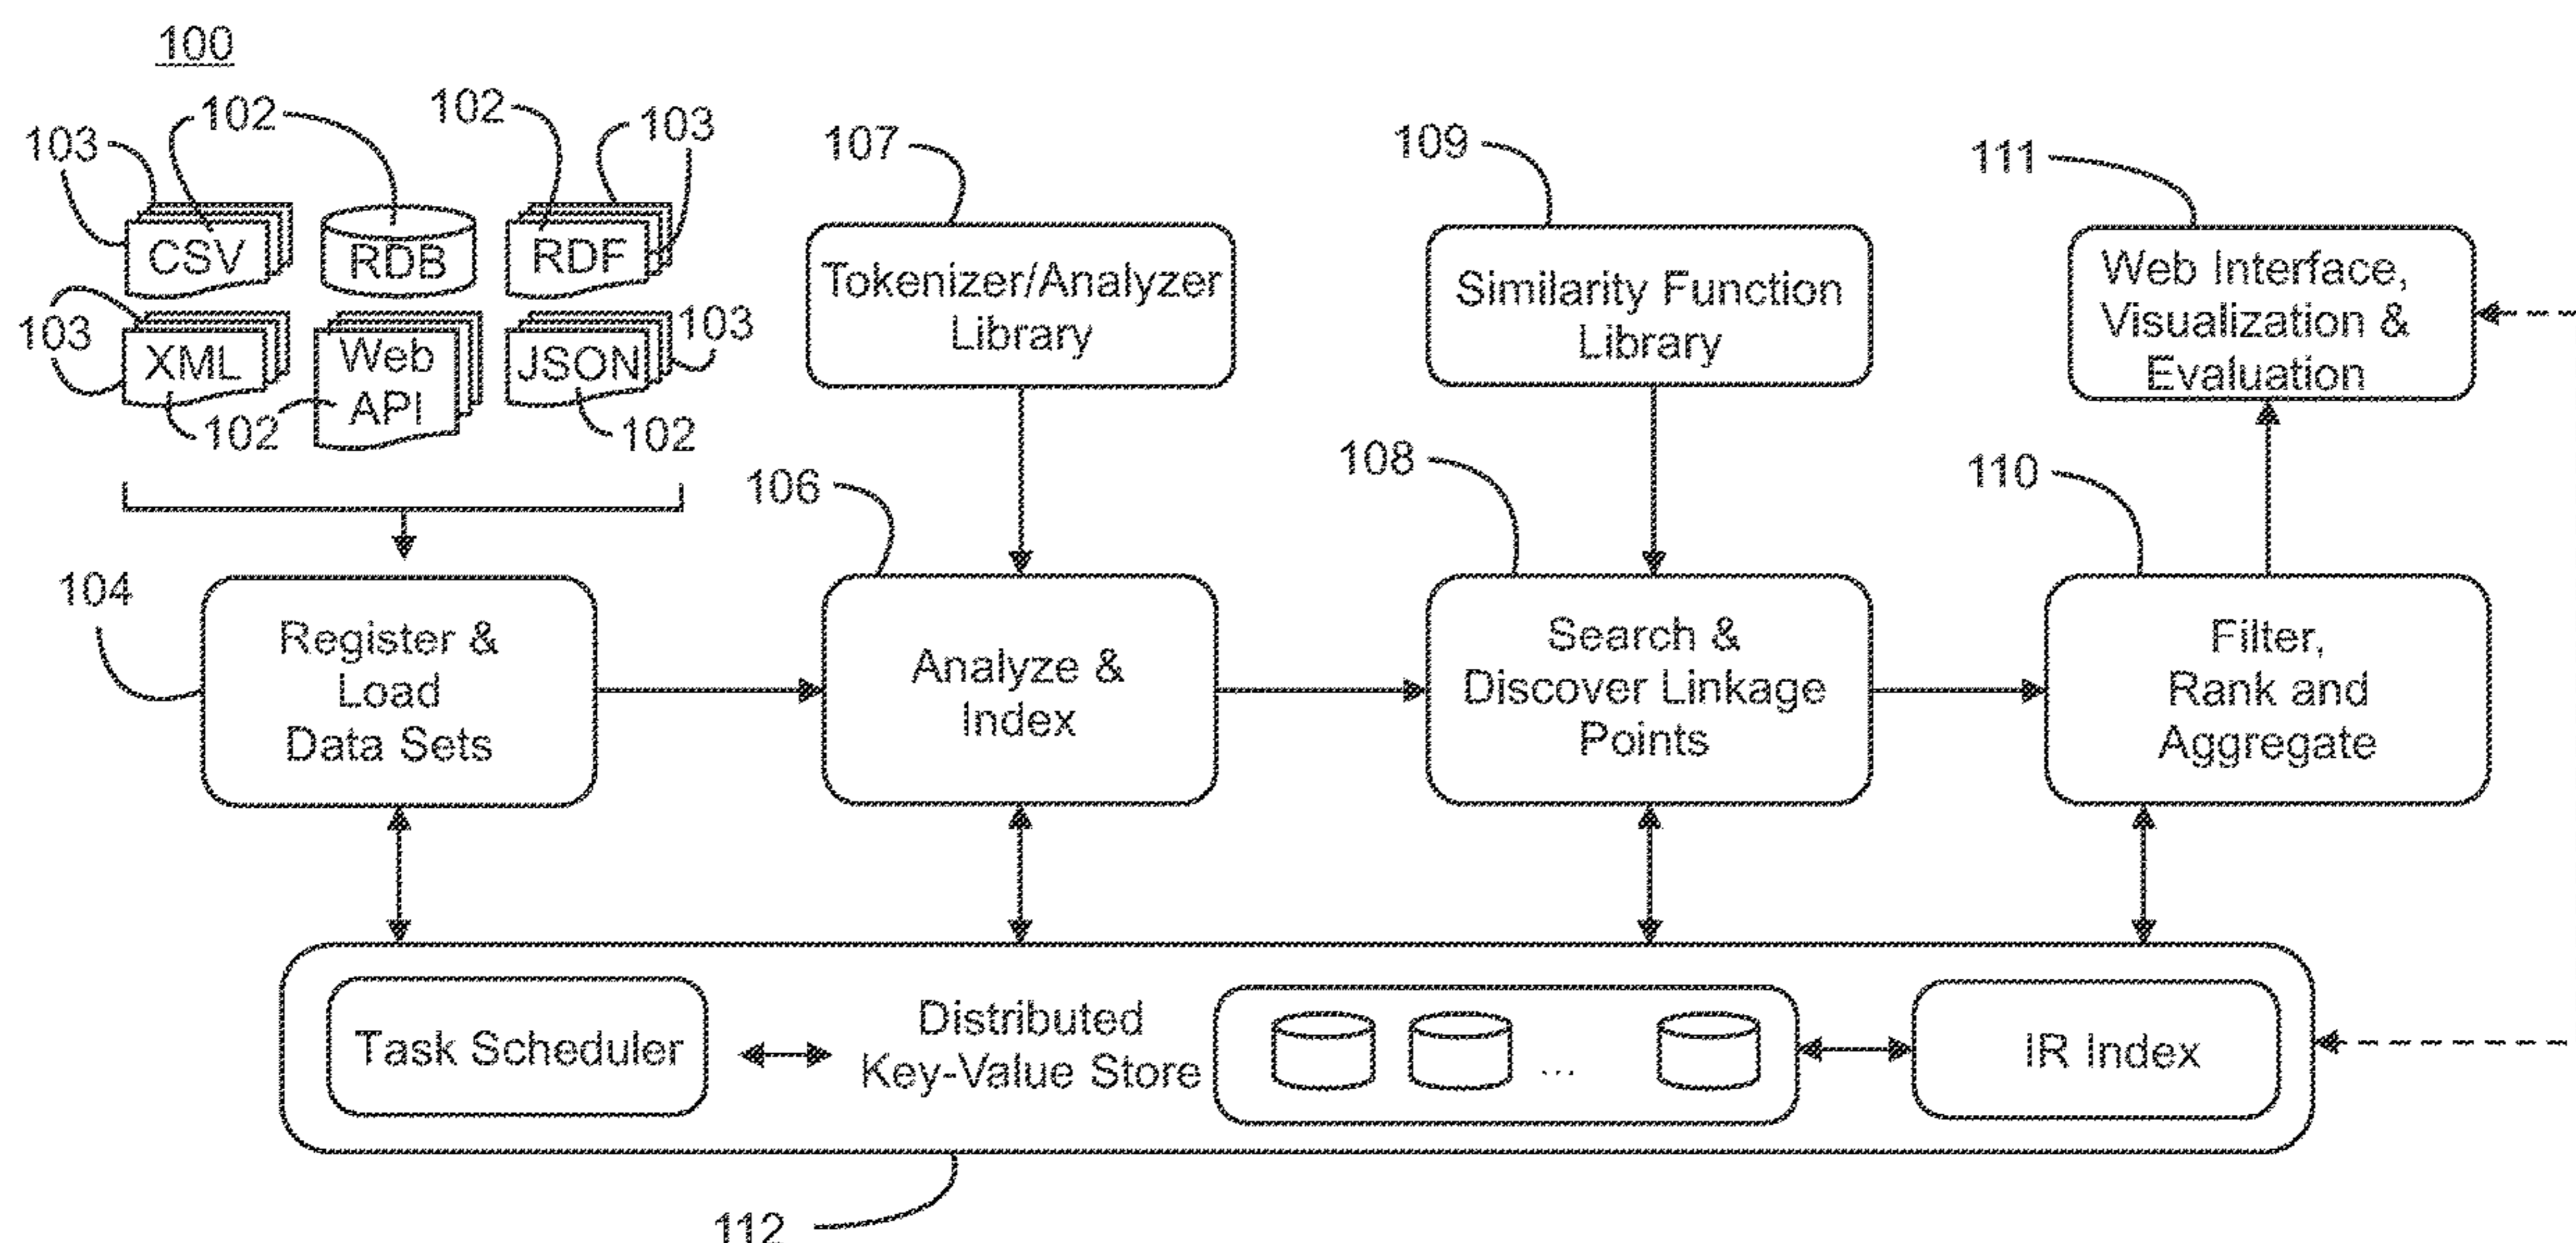 100
102
102
103
103
107
109
111
CSV
RDB
RDF
Tokenizer/Analyzer
Library
Similarity Function
Library
Web Interface,
Visualization &
Evaluation
103
XML
Web
API
JSON
103
102
102
106
108
110
104
Register &
Load
Data Sets
Analyze &
Index
Search &
Discover Linkage
Points
Filter,
Rank and
Aggregate
Task Scheduler
Distributed
Key-Value Store
...
IR Index
112